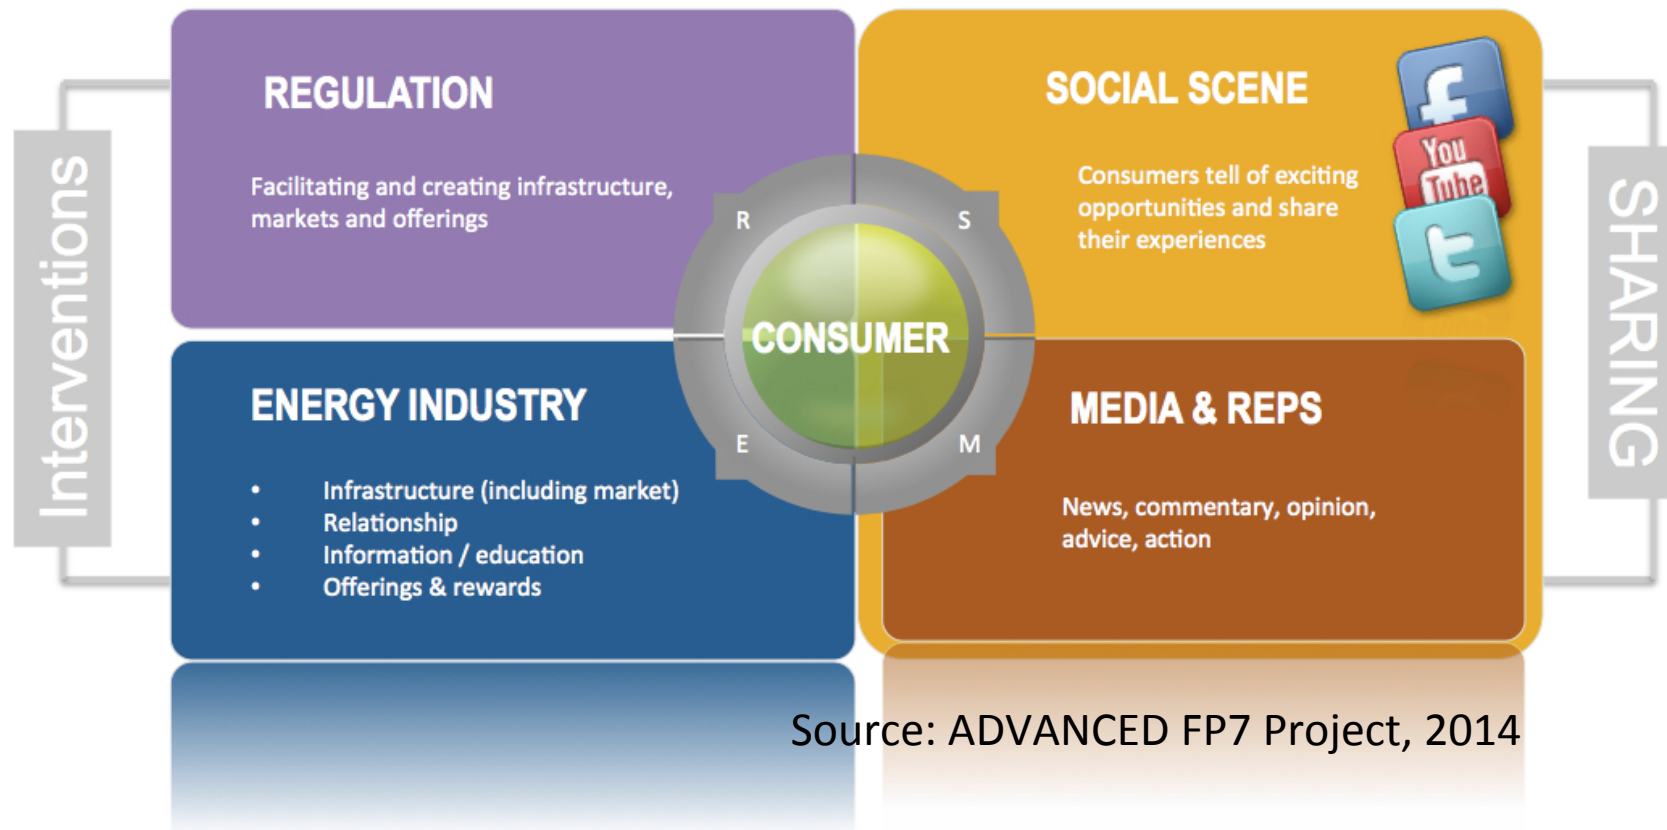 Interventions
REGULATION
Facilitating and creating infrastructure,
markets and offerings
SOCIAL SCENE
Consumers tell of exciting
opportunities and share
their experiences
f
You
Tube
t
SHARING
R
S
CONSUMER
E
M
ENERGY INDUSTRY
• Infrastructure (including market)
• Relationship
• Information / education
• Offerings & rewards
MEDIA & REPS
News, commentary, opinion,
advice, action
Source: ADVANCED FP7 Project, 2014